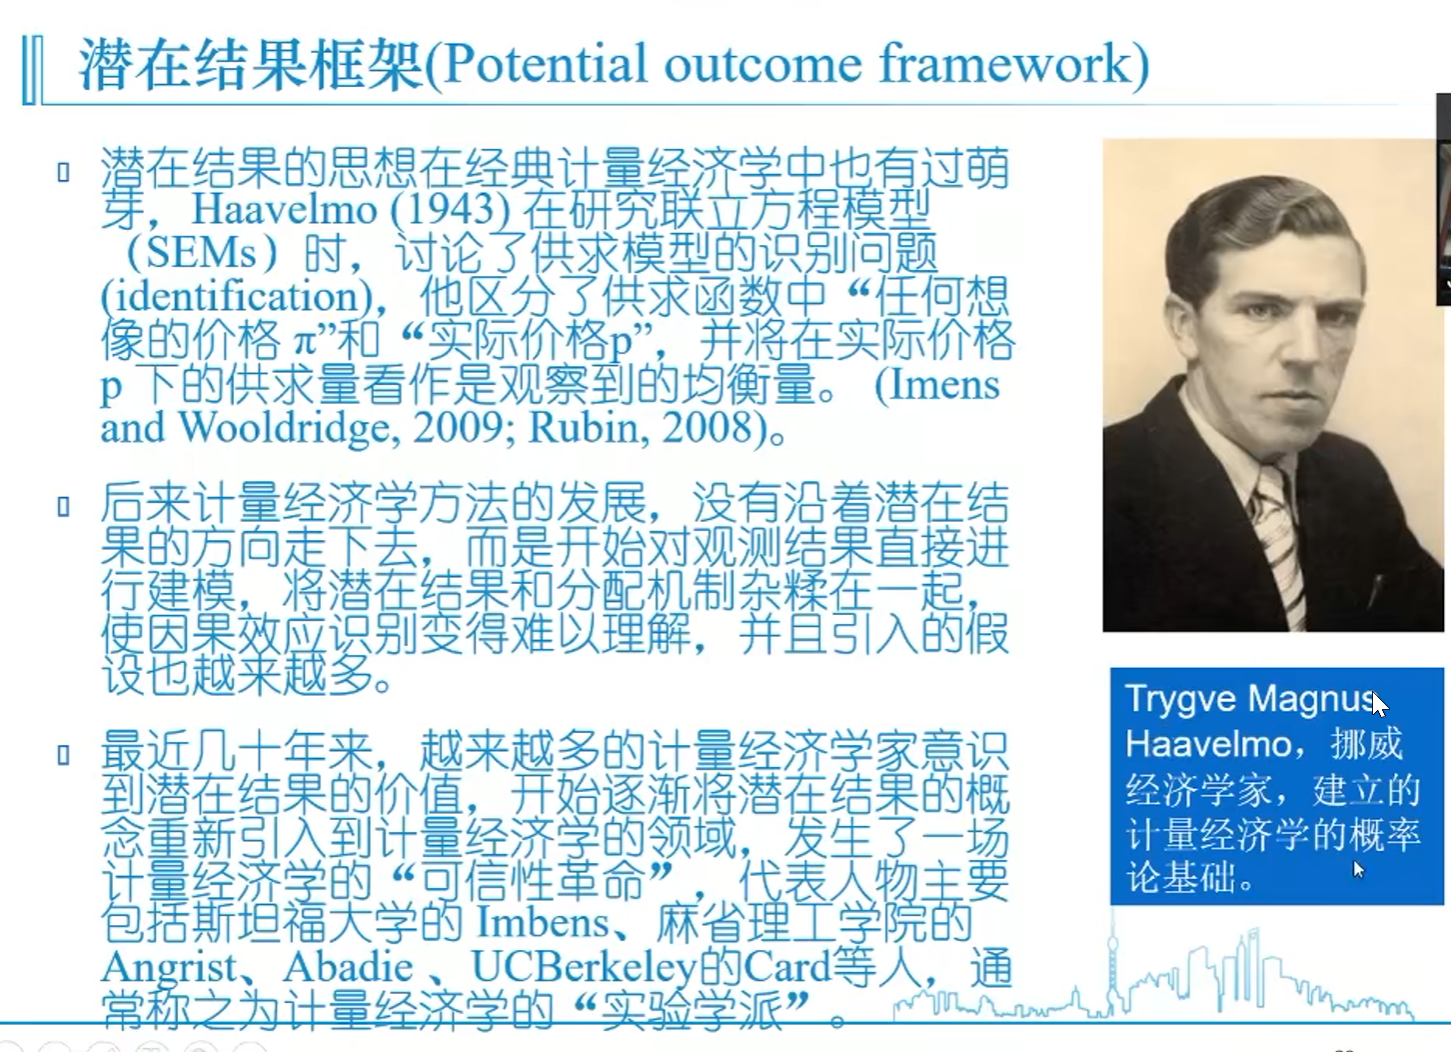 潜在结果框架(Potential outcome framework)
潜在结果的思想在经典计量经济学中也有过萌
芽，Haavelmo (1943) 在研究联立方程模型
（SEMs）时，讨论了供求模型的识别问题
(identification)，他区分了供求函数中“任何想
像的价格 π”和“实际价格p”，并将在实际价格
p 下的供求量看作是观察到的均衡量。 (Imens
and Wooldridge, 2009; Rubin, 2008)。
后来计量经济学方法的发展，没有沿着潜在结
果的方向走下去，而是开始对观测结果直接进
行建模，将潜在结果和分配机制杂糅在一起，
使因果效应识别变得难以理解，并且引入的假
设也越来越多。
最近几十年来，越来越多的计量经济学家意识
到潜在结果的价值，开始逐渐将潜在结果的概
念重新引入到计量经济学的领域，发生了一场
计量经济学的“可信性革命”，代表人物主要
包括斯坦福大学的 Imbens、麻省理工学院的
Angrist、Abadie 、UCBerkeley的Card等人，通
常称之为计量经济学的“实验学派”。
Trygve Magnus
Haavelmo，挪威
经济学家，建立的
计量经济学的概率
论基础。